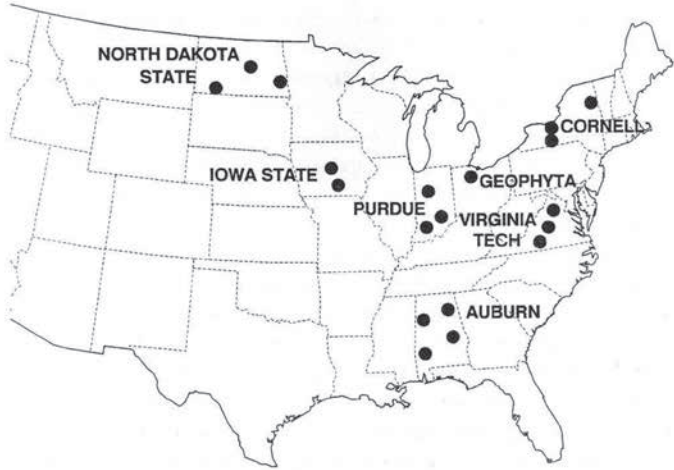 NORTH DAKOTA
STATE
CORNELL
IOWA STATE
GEOPHYTA
PURDUE
VIRGINIA
TECH
AUBURN